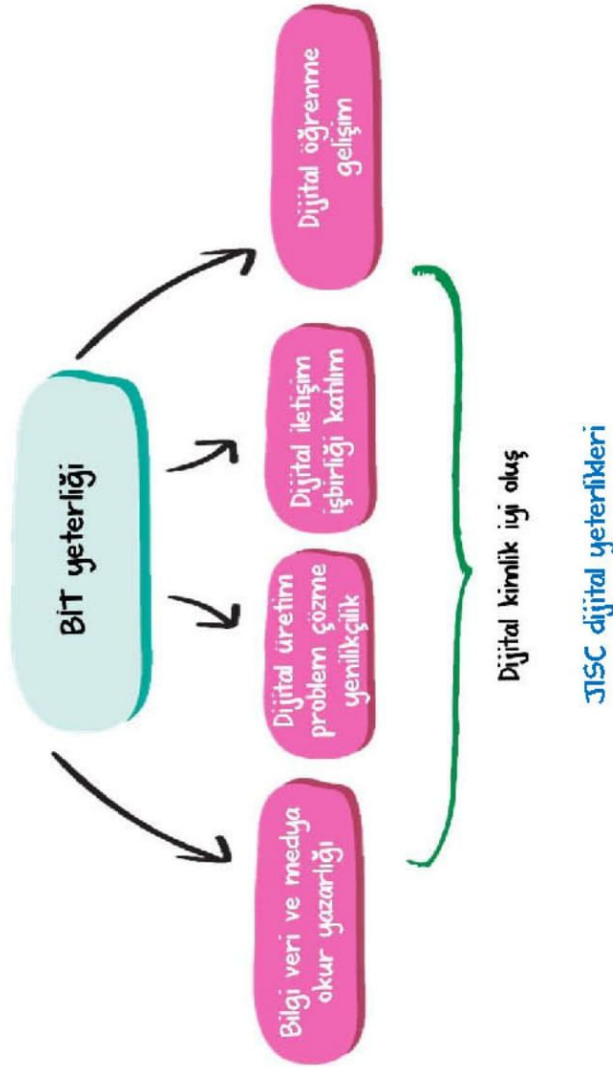 BİT yeterliği
Bilgi veri ve medya
okur yazarlığı
Dijital üretim
problem çözme
yenilikçilik
Dijital iletişim
işbirliği katılım
Dijital öğrenme
gelişim
Dijital kimlik iyi oluş
JISC dijital yeterlikleri